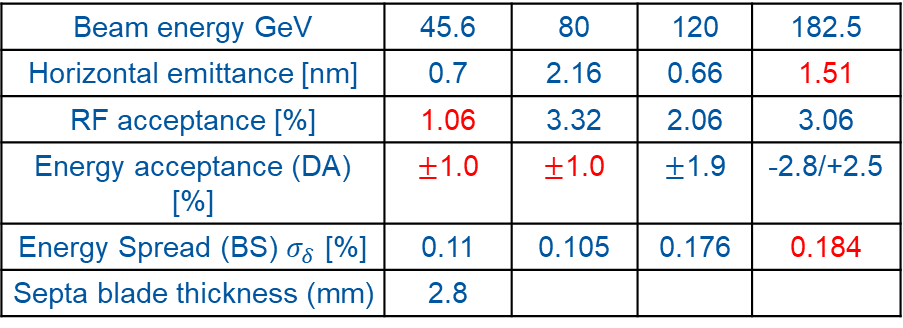 Beam energy GeV 45.6 80 120 182.5
Horizontal emittance [nm] 0.7 2.16 0.66 1.51
RF acceptance [%] 1.06 3.32 2.06 3.06
Energy acceptance (DA) [%] ±1.0 ±1.0 ±1.9 -2.8/+2.5
Energy Spread (BS) σ_δ [%] 0.11 0.105 0.176 0.184
Septa blade thickness (mm) 2.8